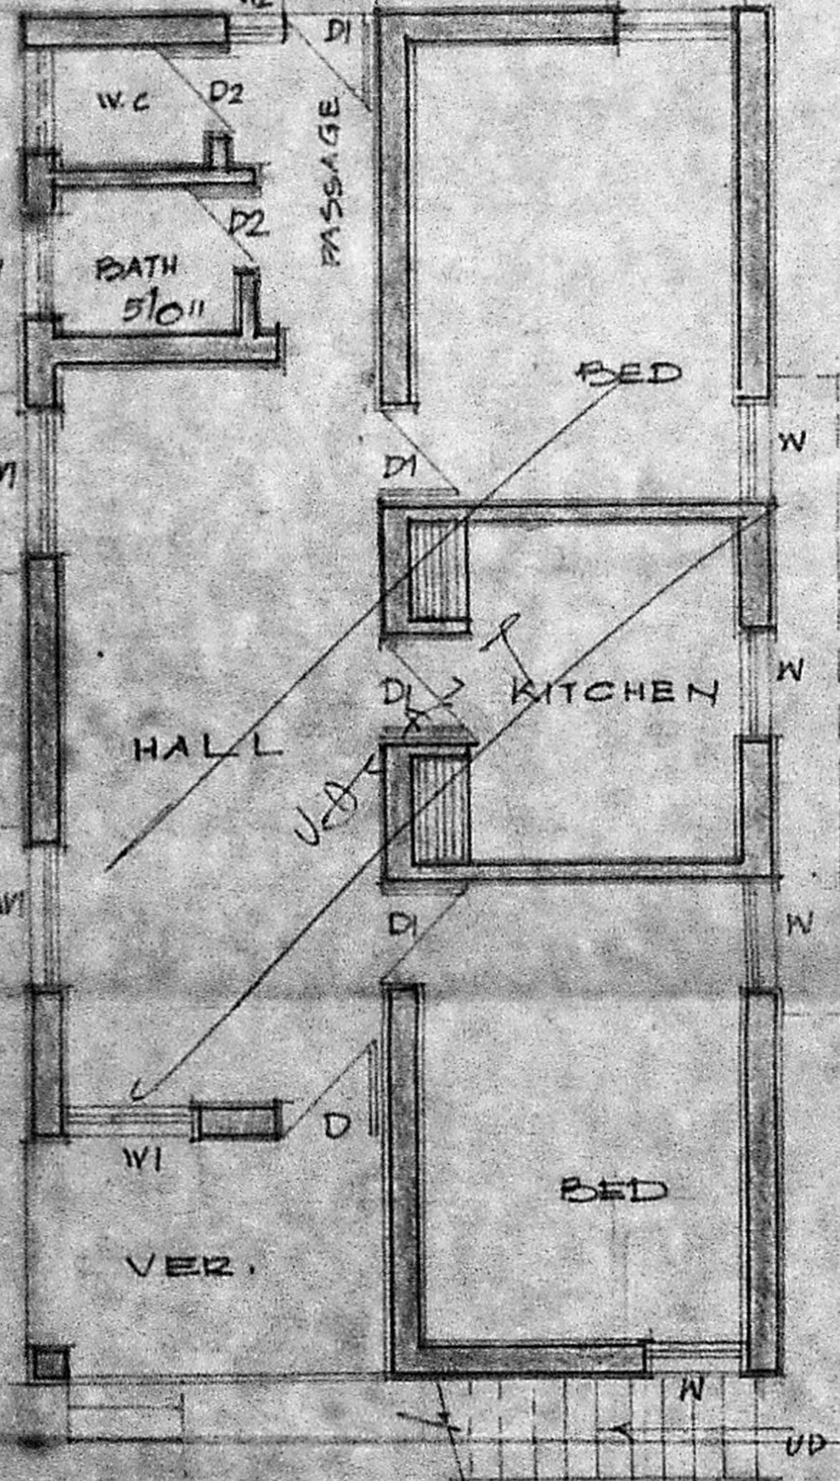 D1
W.C
D2
PASSAGE
D2
BATH
5'0"
BED
W
D1
W
D1
KITCHEN
HALL
D1
W
D
W1
BED
VER.
W
UP